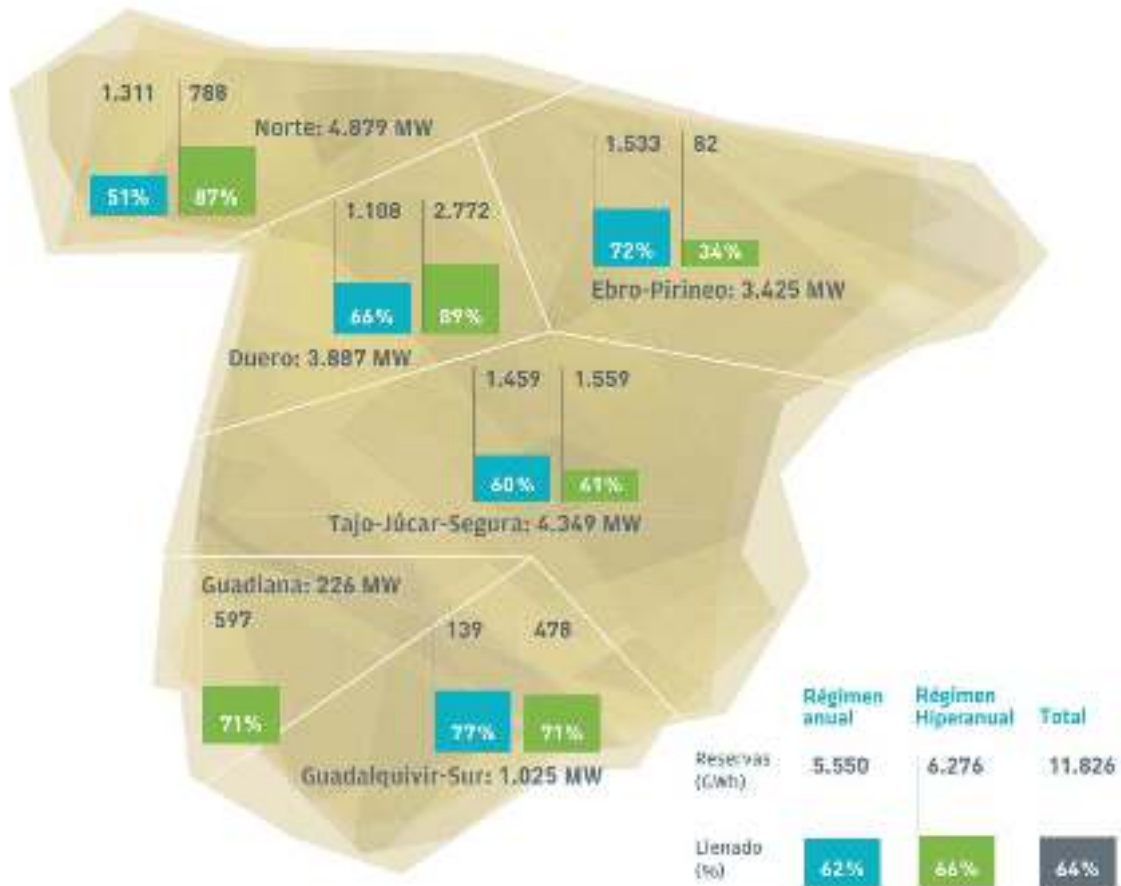 1.311 788
Norte: 4.879 MW
51% 87%
1.533 82
72% 34%
Ebro-Pirineo: 3.425 MW
1.108 2.772
66% 89%
Duero: 3.887 MW
1.459 1.559
60% 41%
Tajo-Júcar-Segura: 4.349 MW
Guadiana: 226 MW
597
71%
139 478
77% 71%
Guadalquivir-Sur: 1.025 MW
Régimen anual
Régimen Hiperanual
Total
Reservas (GWh)
5.550 6.276 11.826
Llenado (%)
62% 66% 64%